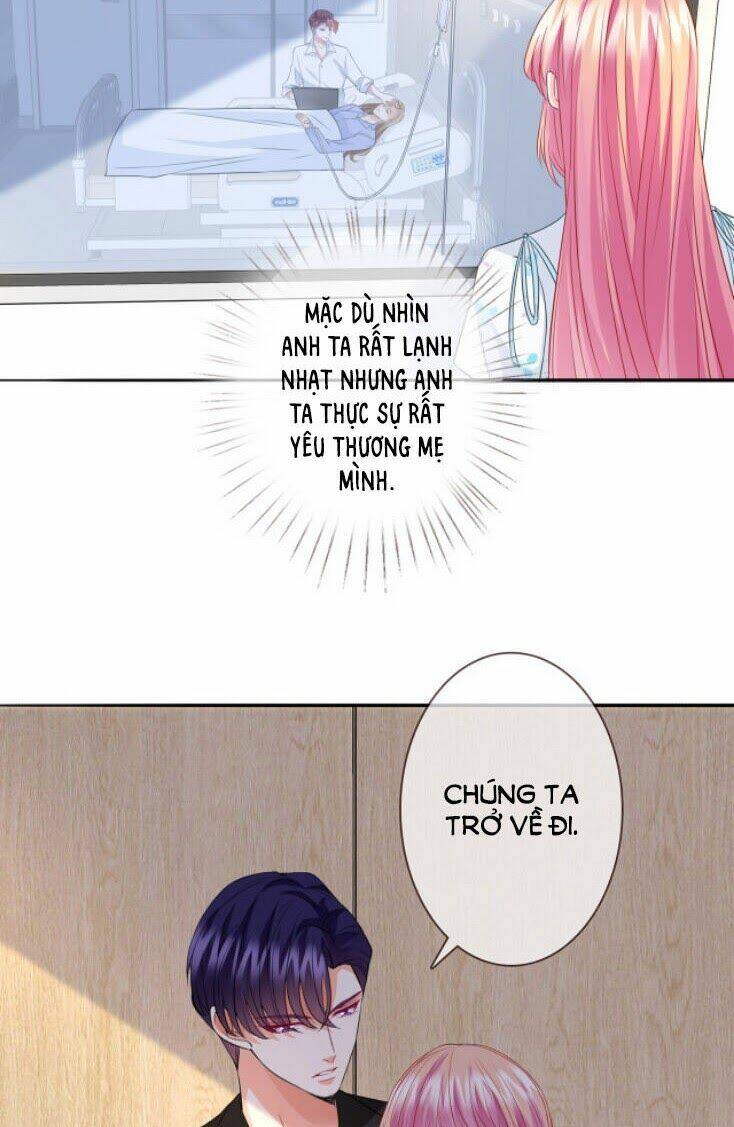 MẶC DÙ NHÌN
ANH TA RẤT LẠNH
NHẠT NHƯNG ANH
TA THỰC SỰ RẤT
YÊU THƯƠNG MẸ
MÌNH.
CHÚNG TA
TRỞ VỀ ĐI.